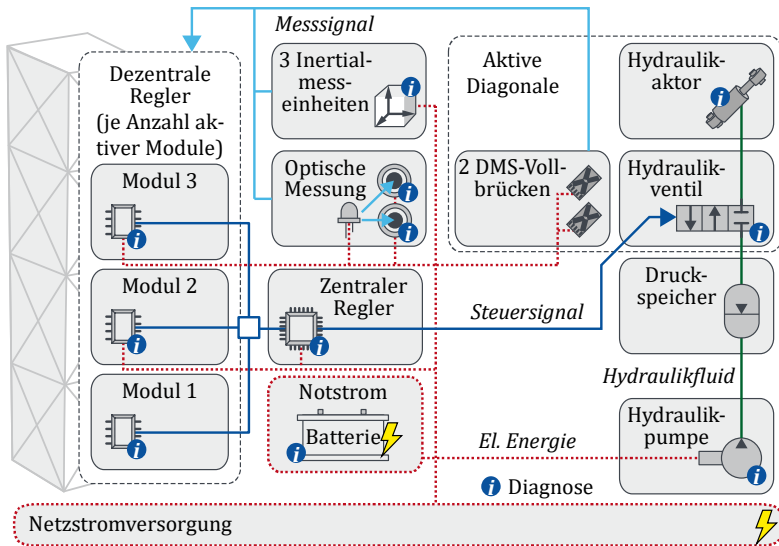 Messsignal
Dezentrale
Regler
(je Anzahl ak-
tiver Module)
Modul 3
Modul 2
Modul 1
3 Inertial-
mess-
einheiten
Optische
Messung
Aktive
Diagonale
2 DMS-Voll-
brücken
Hydraulik-
aktor
Hydraulik-
ventil
Zentraler
Regler
Steuersignal
Druck-
speicher
Hydraulikfluid
Notstrom
Batterie
El. Energie
Hydraulik-
pumpe
i Diagnose
Netzstromversorgung